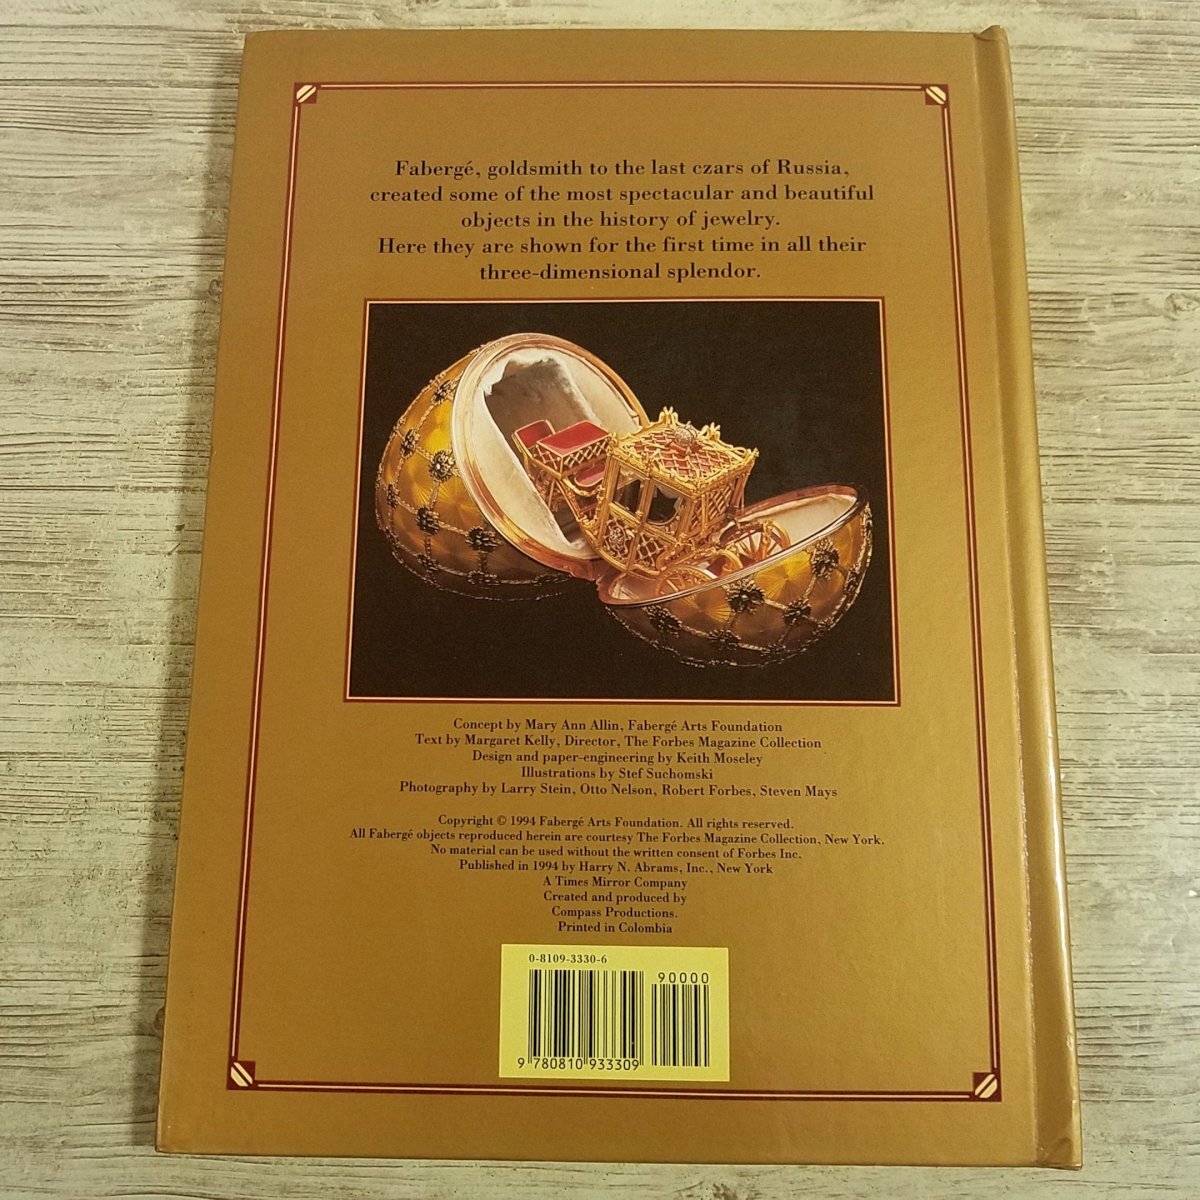 Fabergé, goldsmith to the last czars of Russia,
created some of the most spectacular and beautiful
objects in the history of jewelry.
Here they are shown for the first time in all their
three-dimensional splendor.
Concept by Mary Ann Allin, Fabergé Arts Foundation
Text by Margaret Kelly, Director, The Forbes Magazine Collection
Design and paper-engineering by Keith Moseley
Illustrations by Stef Suchomski
Photography by Larry Stein, Otto Nelson, Robert Forbes, Steven Mays
Copyright © 1994 Fabergé Arts Foundation. All rights reserved.
All Fabergé objects reproduced herein are courtesy The Forbes Magazine Collection, New York.
No material can be used without the written consent of Forbes Inc.
Published in 1994 by Harry N. Abrams, Inc., New York
A Times Mirror Company
Created and produced by
Compass Productions.
Printed in Colombia
0-8109-3330-6
90000
9 780810 933309